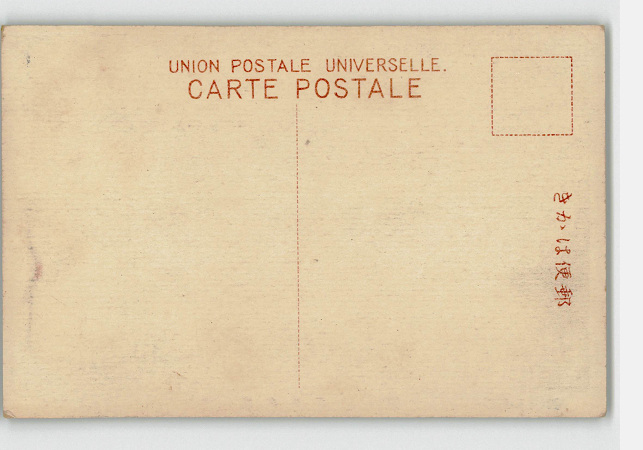 UNION POSTALE UNIVERSELLE.
CARTE POSTALE
きかは便郵